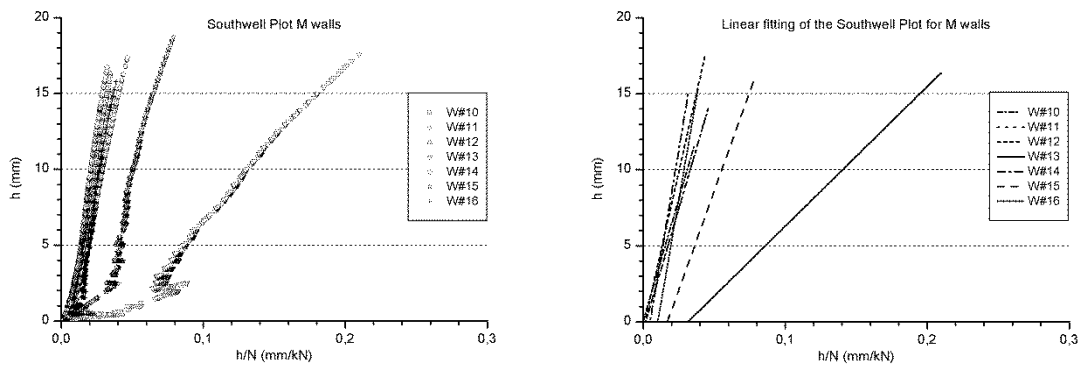 Southwell Plot M walls
20
15
10
5
0
h (mm)
W#10
W#11
W#12
W#13
W#14
W#15
W#16
0,0 0,1 0,2 0,3
h/N (mm/kN)
Linear fitting of the Southwell Plot for M walls
20
15
10
5
0
h (mm)
W#10
W#11
W#12
W#13
W#14
W#15
W#16
0,0 0,1 0,2 0,3
h/N (mm/kN)